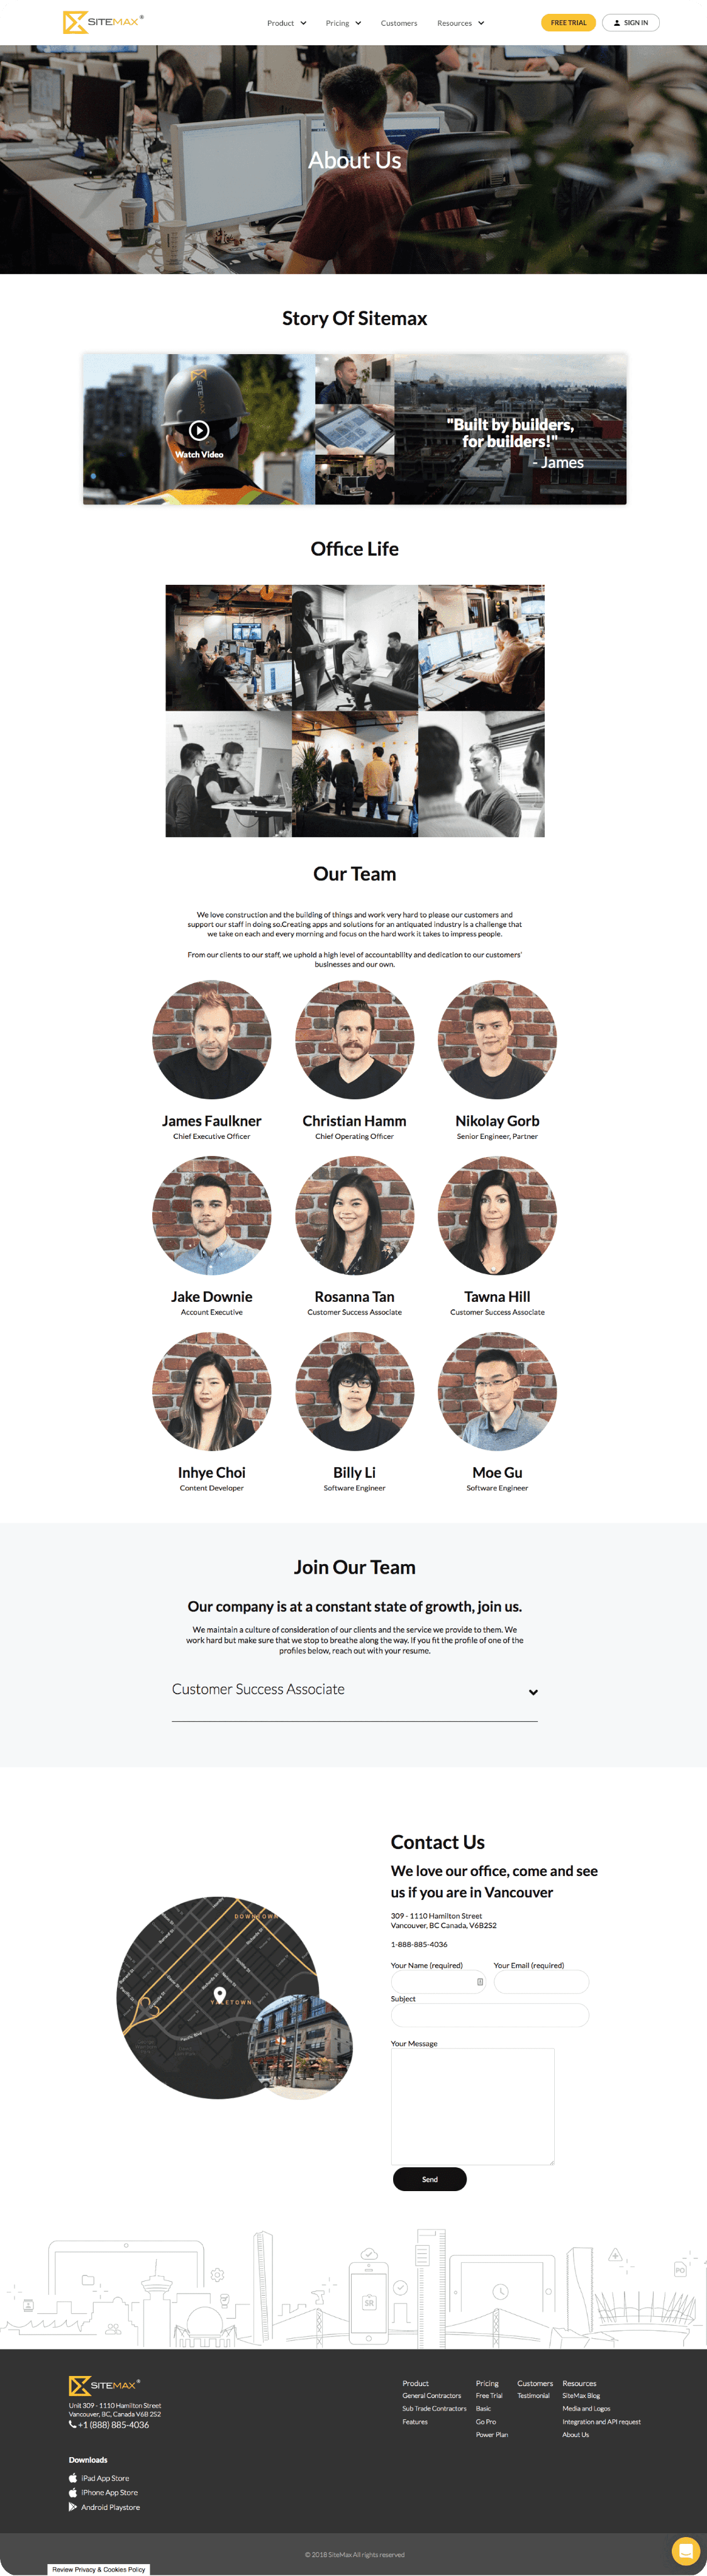 SITEMAX®
Product
Pricing
Customers
Resources
FREE TRIAL
SIGN IN
About Us
Story Of Sitemax
SITEMAX
Watch Video
"Built by builders,
for builders!"
- James
Office Life
Our Team
We love construction and the building of things and work very hard to please our customers and
support our staff in doing so.Creating apps and solutions for an antiquated industry is a challenge that
we take on each and every morning and focus on the hard work it takes to impress people.
From our clients to our staff, we uphold a high level of accountability and dedication to our customers'
businesses and our own.
James Faulkner
Chief Executive Officer
Christian Hamm
Chief Operating Officer
Nikolay Gorb
Senior Engineer, Partner
Jake Downie
Account Executive
Rosanna Tan
Customer Success Associate
Tawna Hill
Customer Success Associate
Inhye Choi
Content Developer
Billy Li
Software Engineer
Moe Gu
Software Engineer
Join Our Team
Our company is at a constant state of growth, join us.
We maintain a culture of consideration of our clients and the service we provide to them. We
work hard but make sure that we stop to breathe along the way. If you fit the profile of one of the
profiles below, reach out with your resume.
Customer Success Associate
DOWNTOWN
YALETOWN
Contact Us
We love our office, come and see
us if you are in Vancouver
309 - 1110 Hamilton Street
Vancouver, BC Canada, V6B2S2
1-888-885-4036
Your Name (required)
Your Email (required)
Subject
Your Message
Send
SR
PO
SITEMAX®
Unit 309 - 1110 Hamilton Street
Vancouver, BC, Canada V6B 2S2
+1 (888) 885-4036
Downloads
iPad App Store
iPhone App Store
Android Playstore
Product
General Contractors
Sub Trade Contractors
Features
Pricing
Free Trial
Basic
Go Pro
Power Plan
Customers
Testimonial
Resources
SiteMax Blog
Media and Logos
Integration and API request
About Us
© 2018 SiteMax All rights reserved
Review Privacy & Cookies Policy